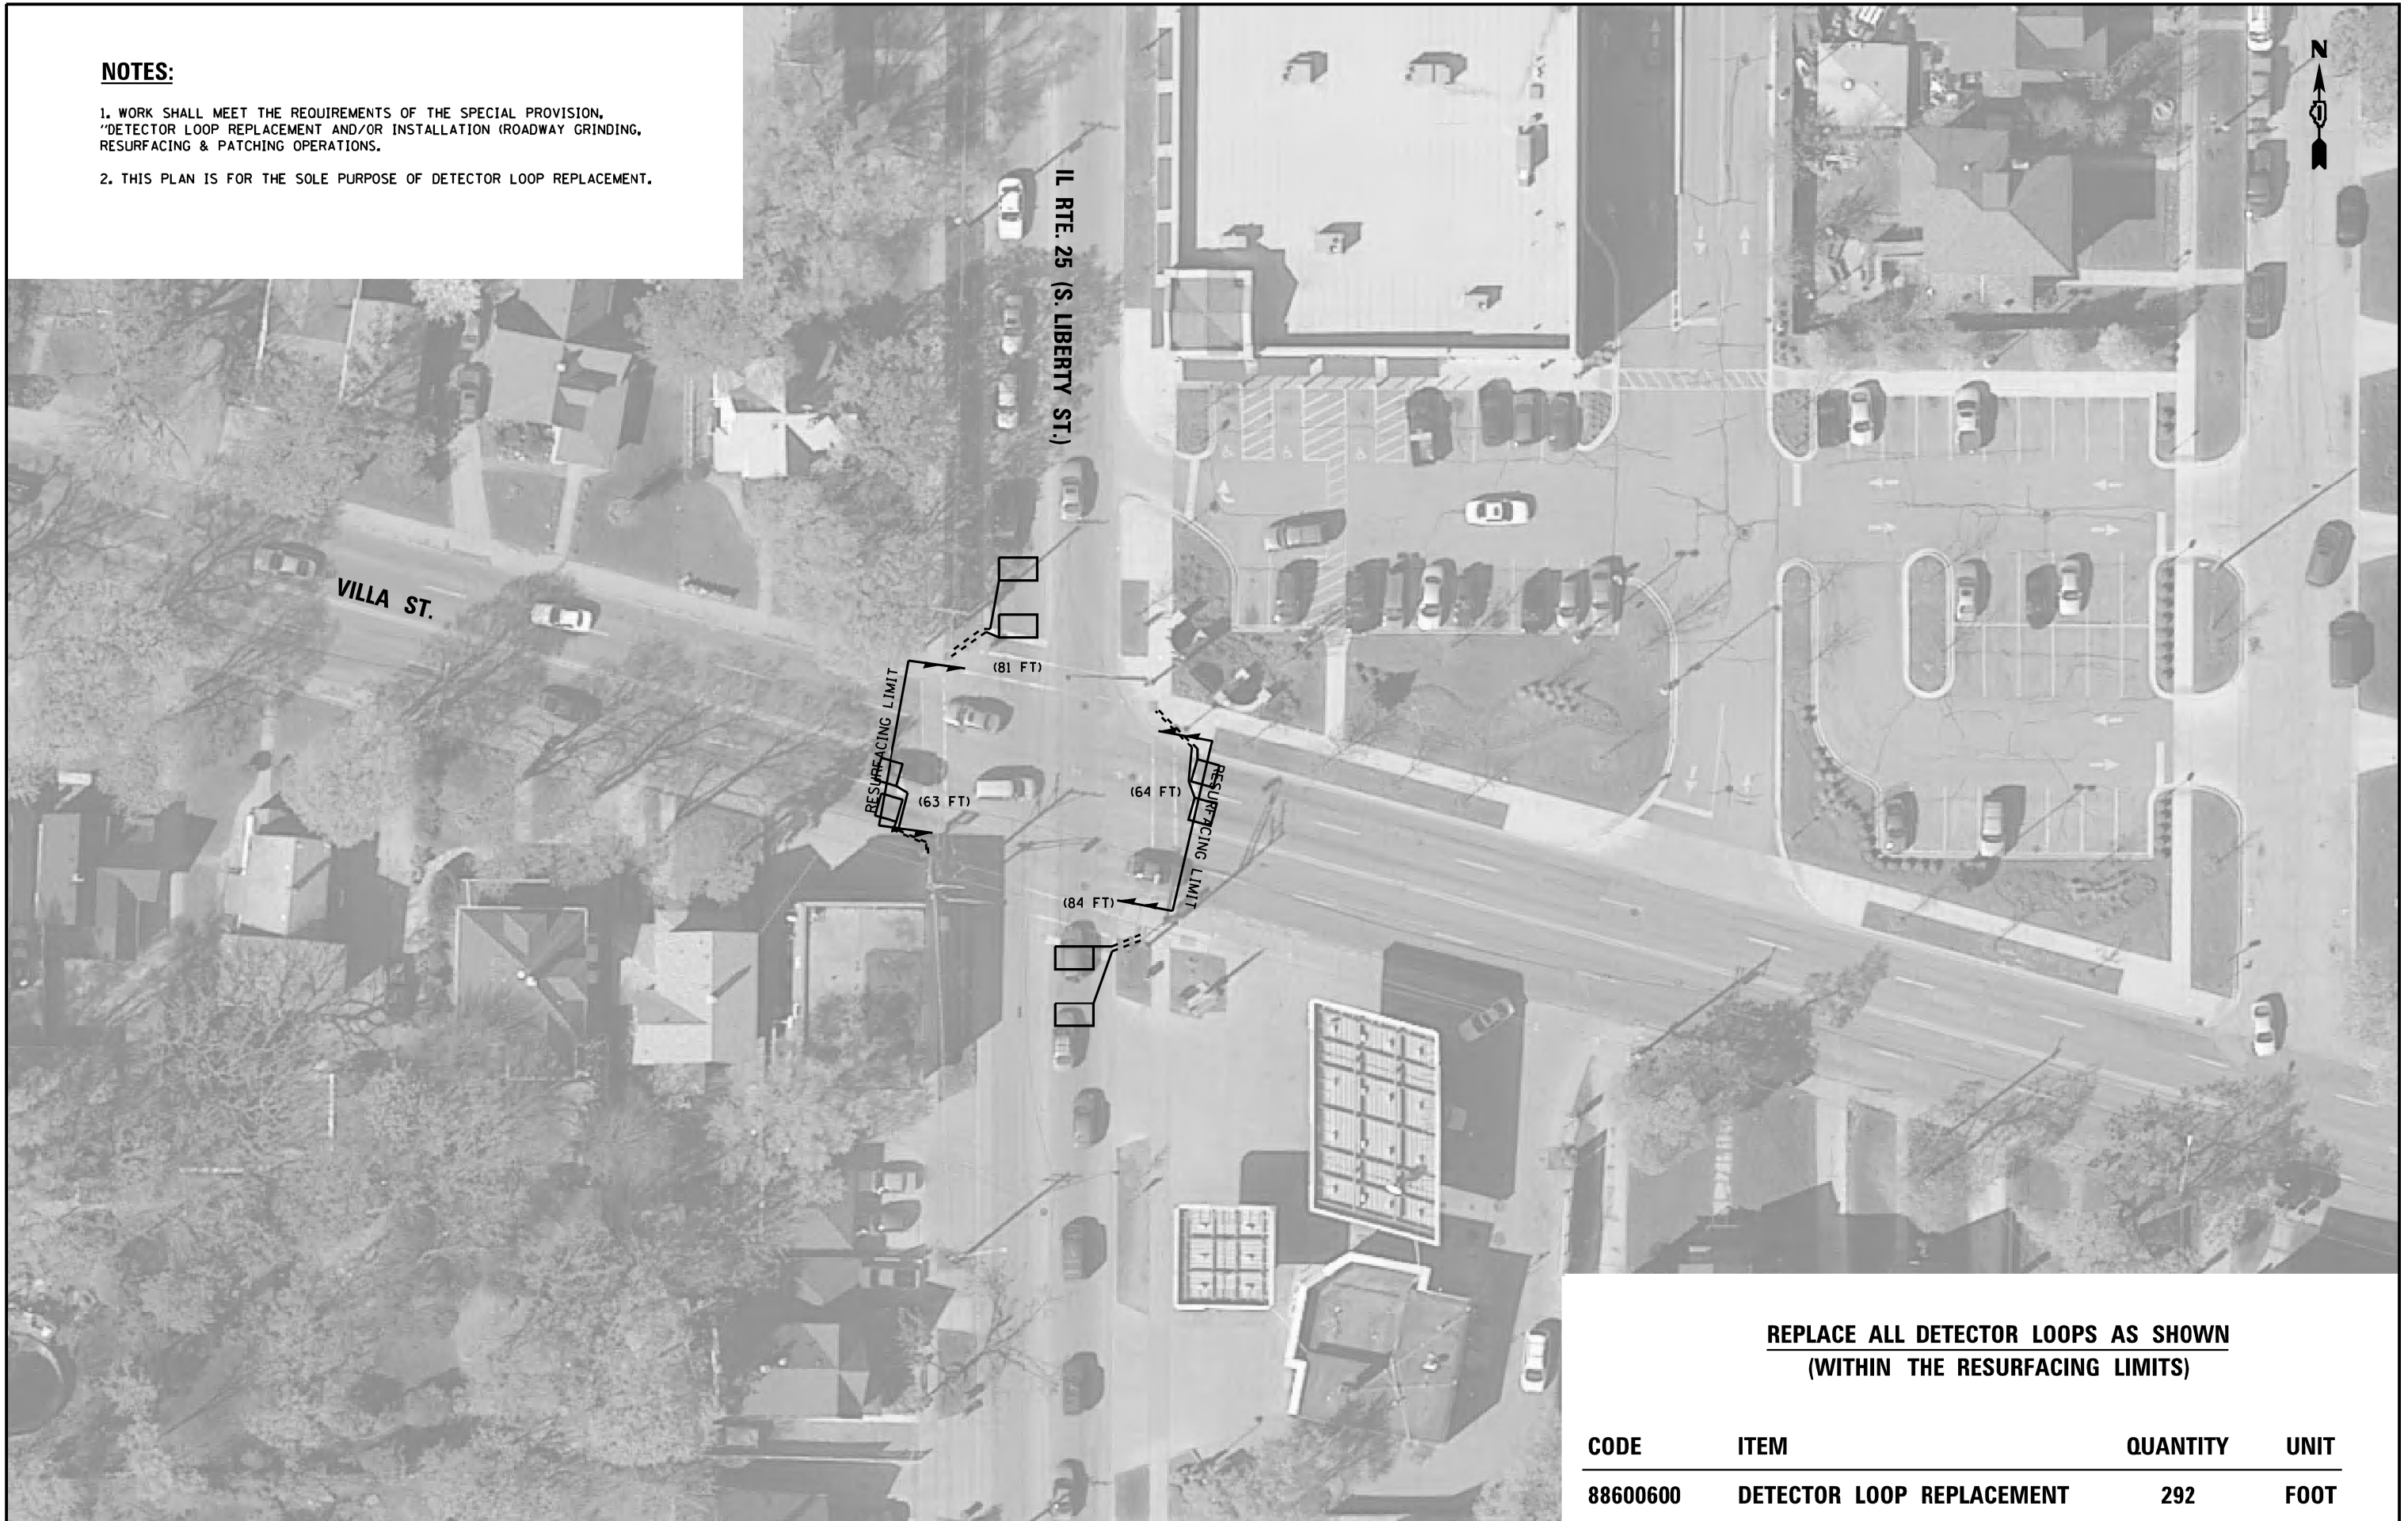 NOTES:
1. WORK SHALL MEET THE REQUIREMENTS OF THE SPECIAL PROVISION,
"DETECTOR LOOP REPLACEMENT AND/OR INSTALLATION (ROADWAY GRINDING,
RESURFACING & PATCHING OPERATIONS.
2. THIS PLAN IS FOR THE SOLE PURPOSE OF DETECTOR LOOP REPLACEMENT.
N
IL RTE. 25 (S. LIBERTY ST.)
VILLA ST.
(81 FT)
RESURFACING LIMIT
(63 FT)
(64 FT)
RESURFACING LIMIT
(84 FT)
REPLACE ALL DETECTOR LOOPS AS SHOWN
(WITHIN THE RESURFACING LIMITS)
CODE ITEM QUANTITY UNIT
88600600 DETECTOR LOOP REPLACEMENT 292 FOOT